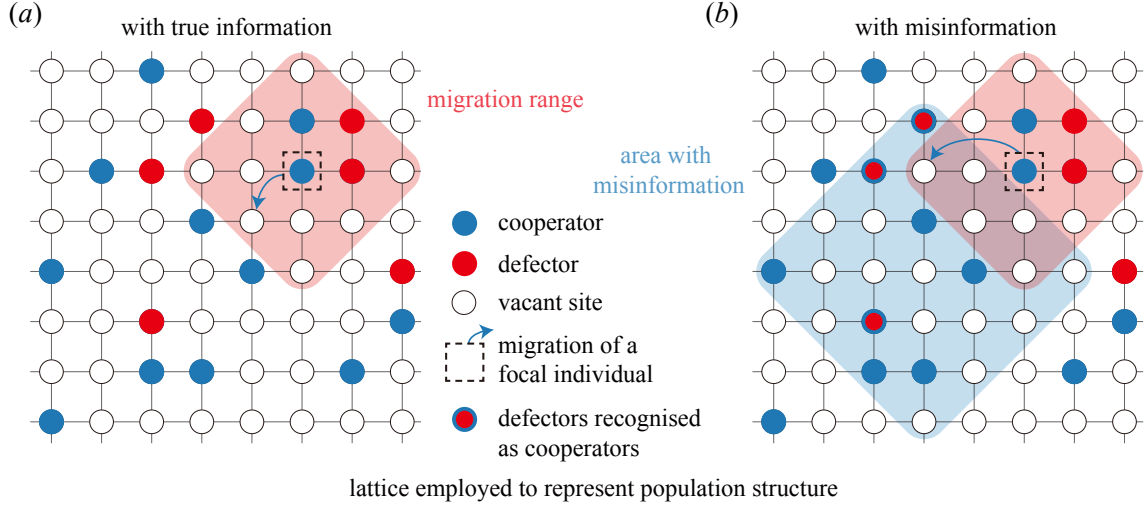 (a)
with true information
(b)
with misinformation
migration range
area with
misinformation
cooperator
defector
vacant site
migration of a
focal individual
defectors recognised
as cooperators
lattice employed to represent population structure